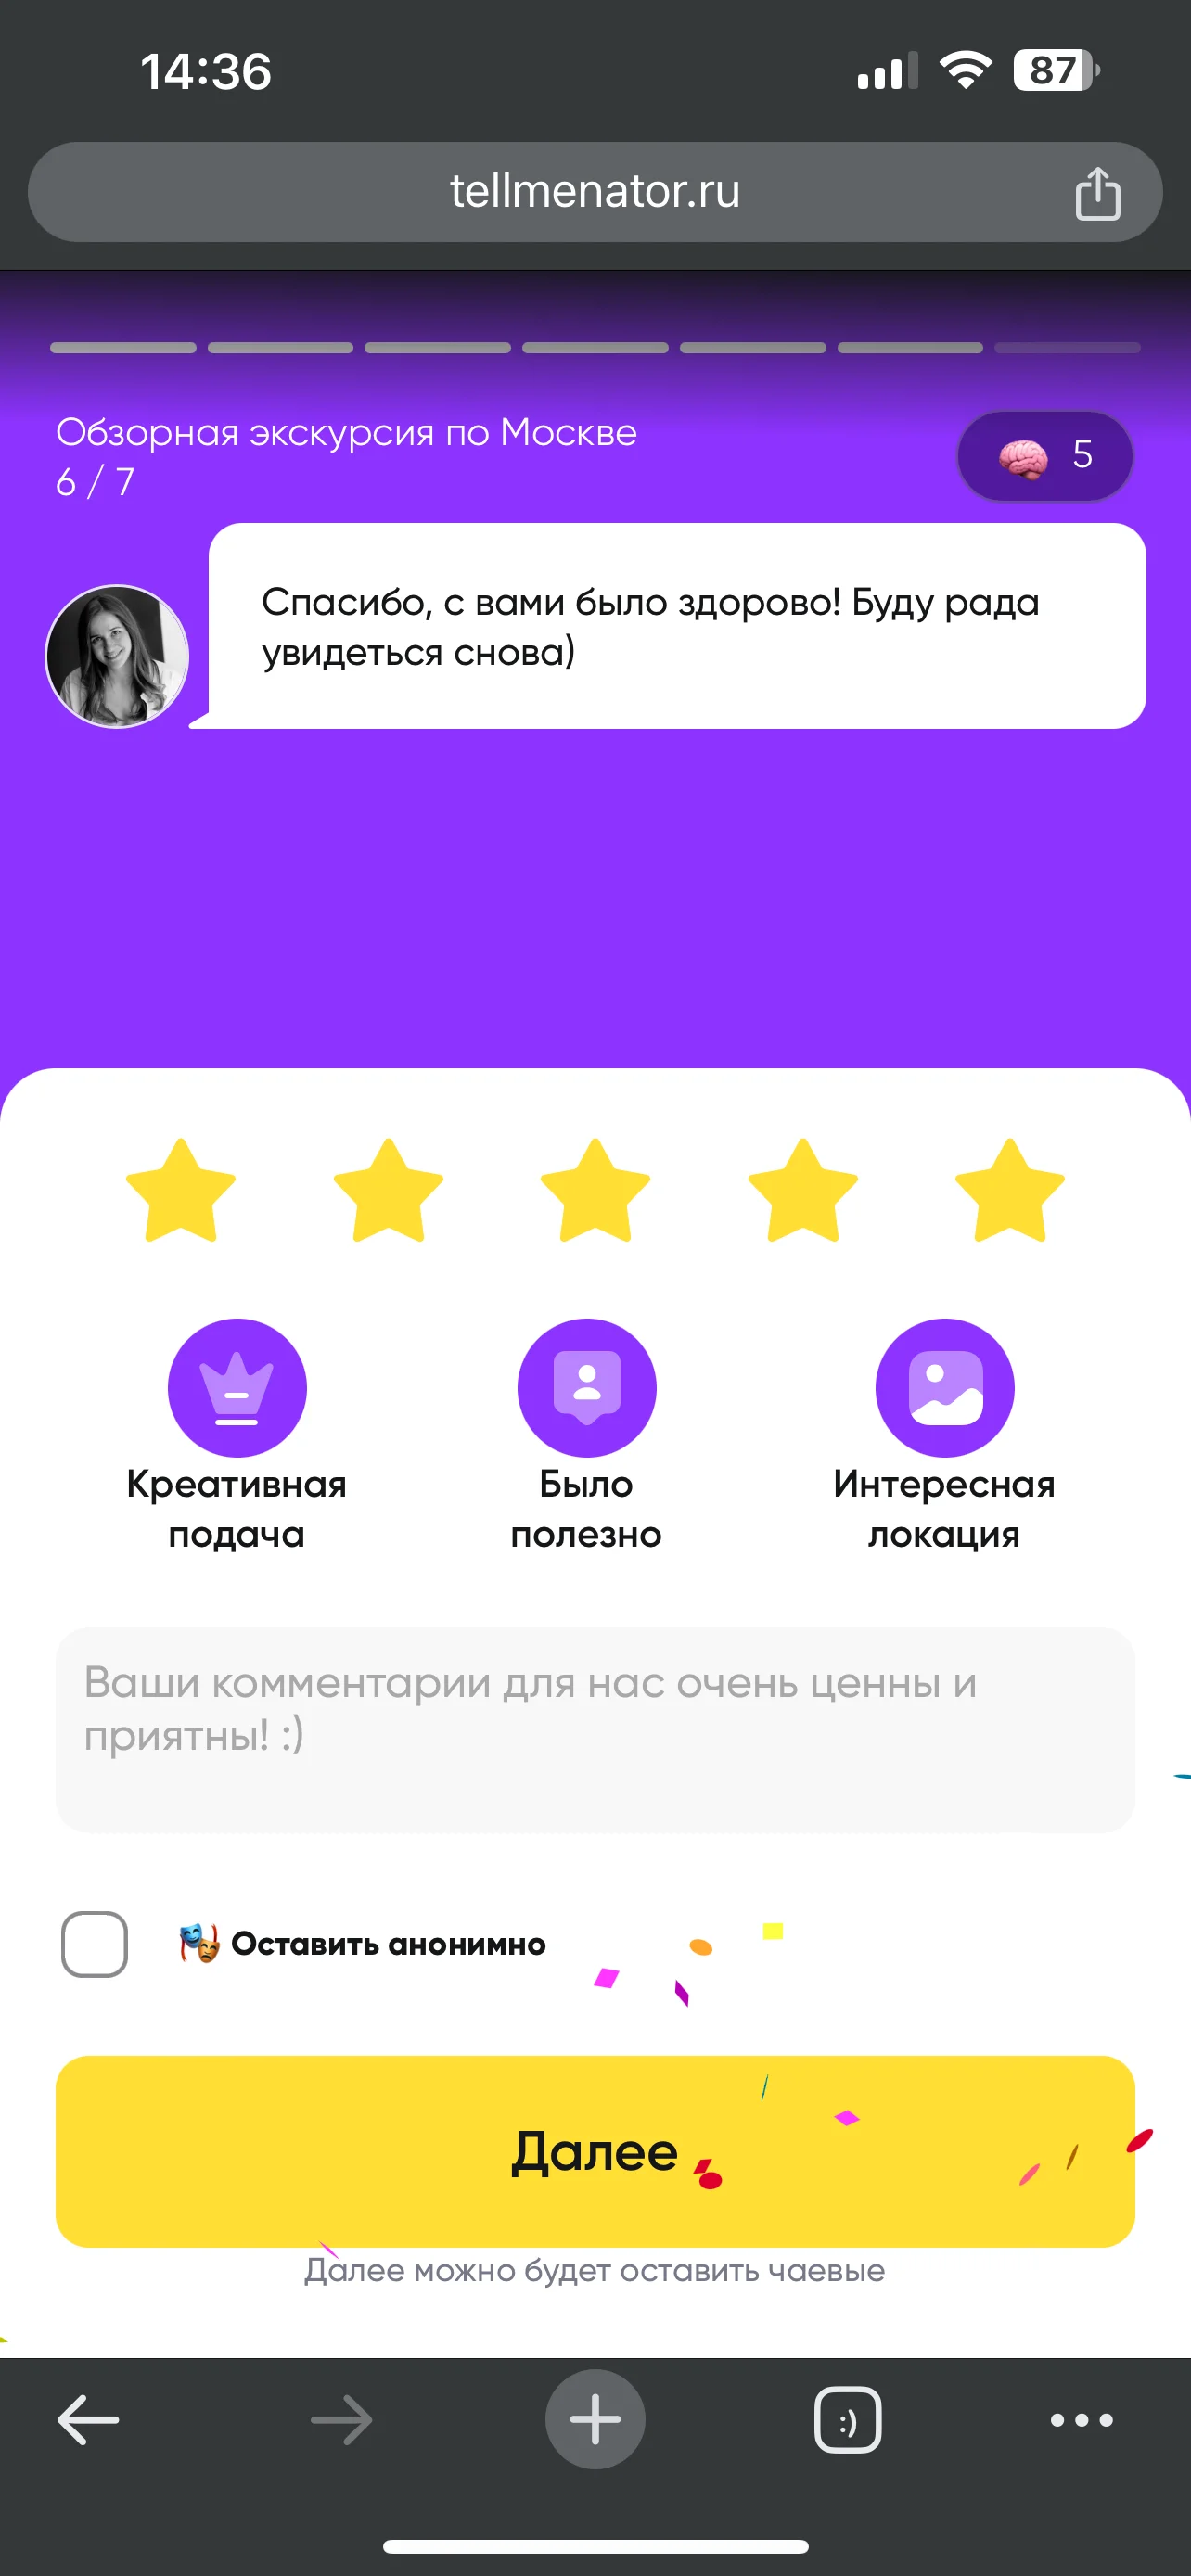 14:36
87
tellmenator.ru
Обзорная экскурсия по Москве
6 / 7
5
Спасибо, с вами было здорово! Буду рада
увидеться снова)
Креативная
подача
Было
полезно
Интересная
локация
Ваши комментарии для нас очень ценны и
приятны! :)
Оставить анонимно
Далее
Далее можно будет оставить чаевые
:)